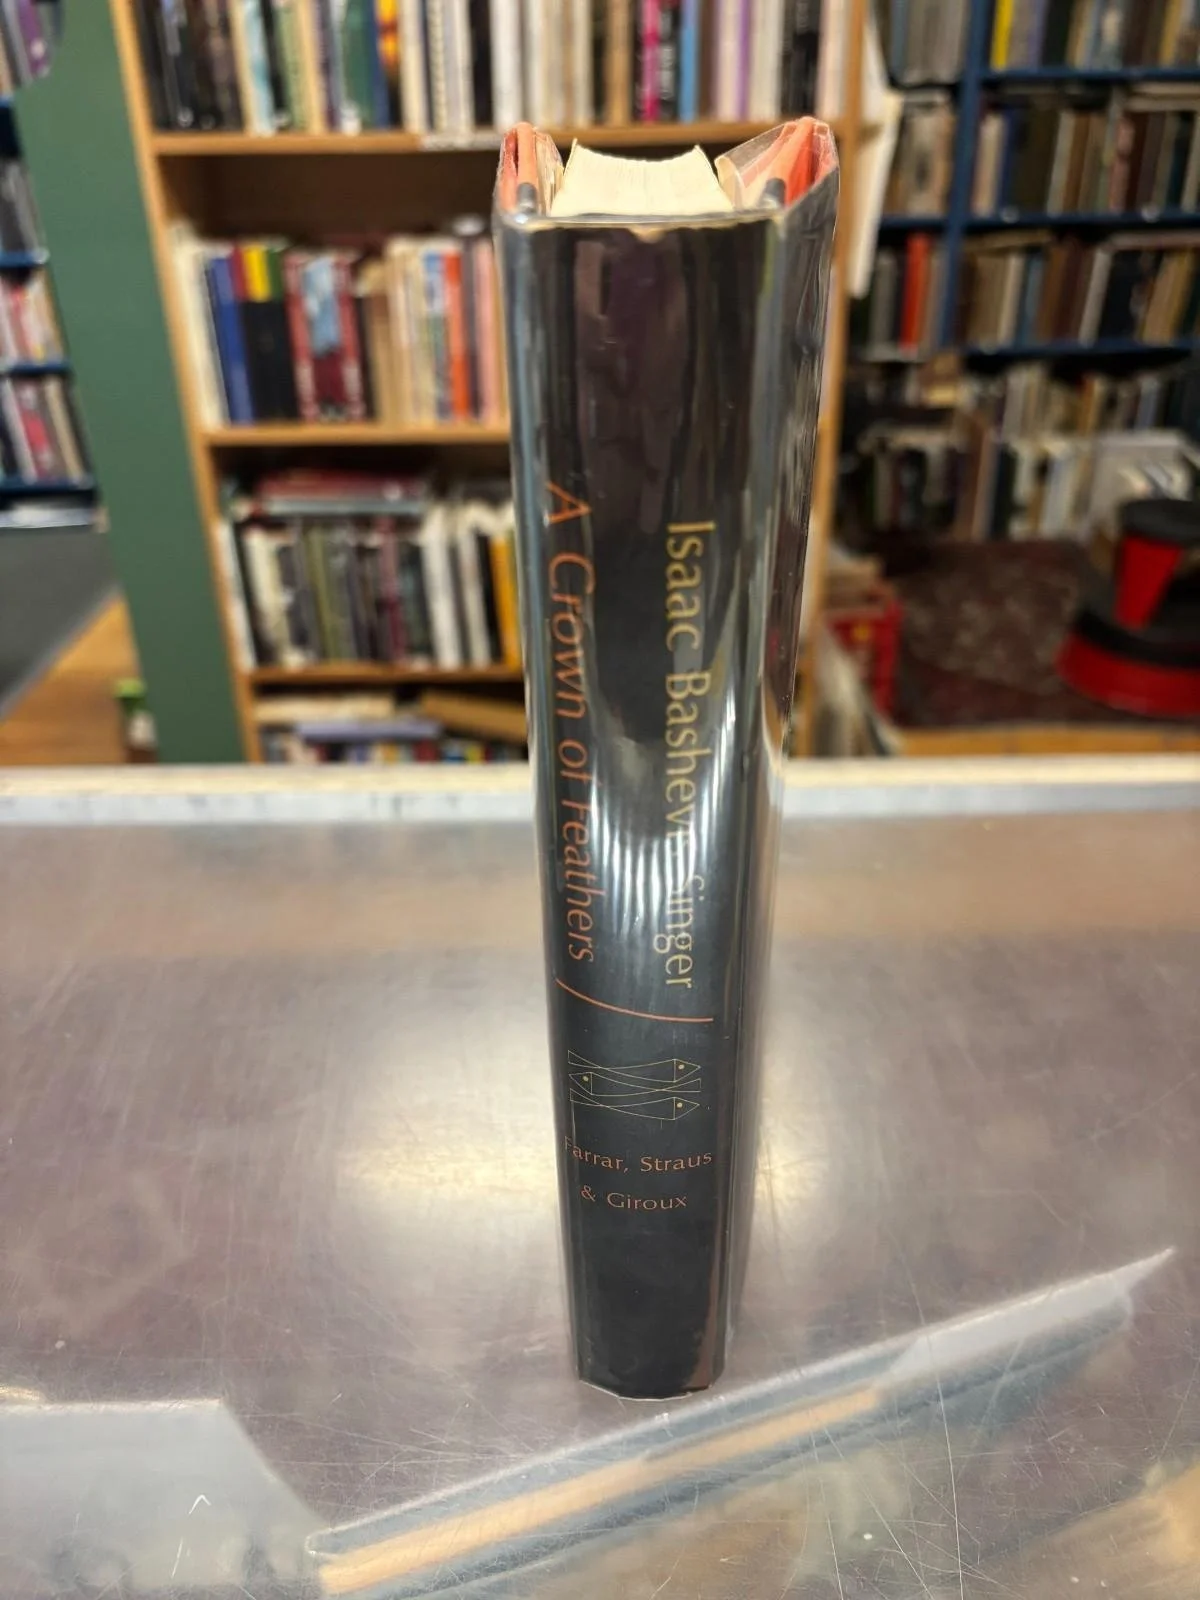 Isaac Bashevis Singer
A Crown of Feathers
Farrar, Straus
& Giroux